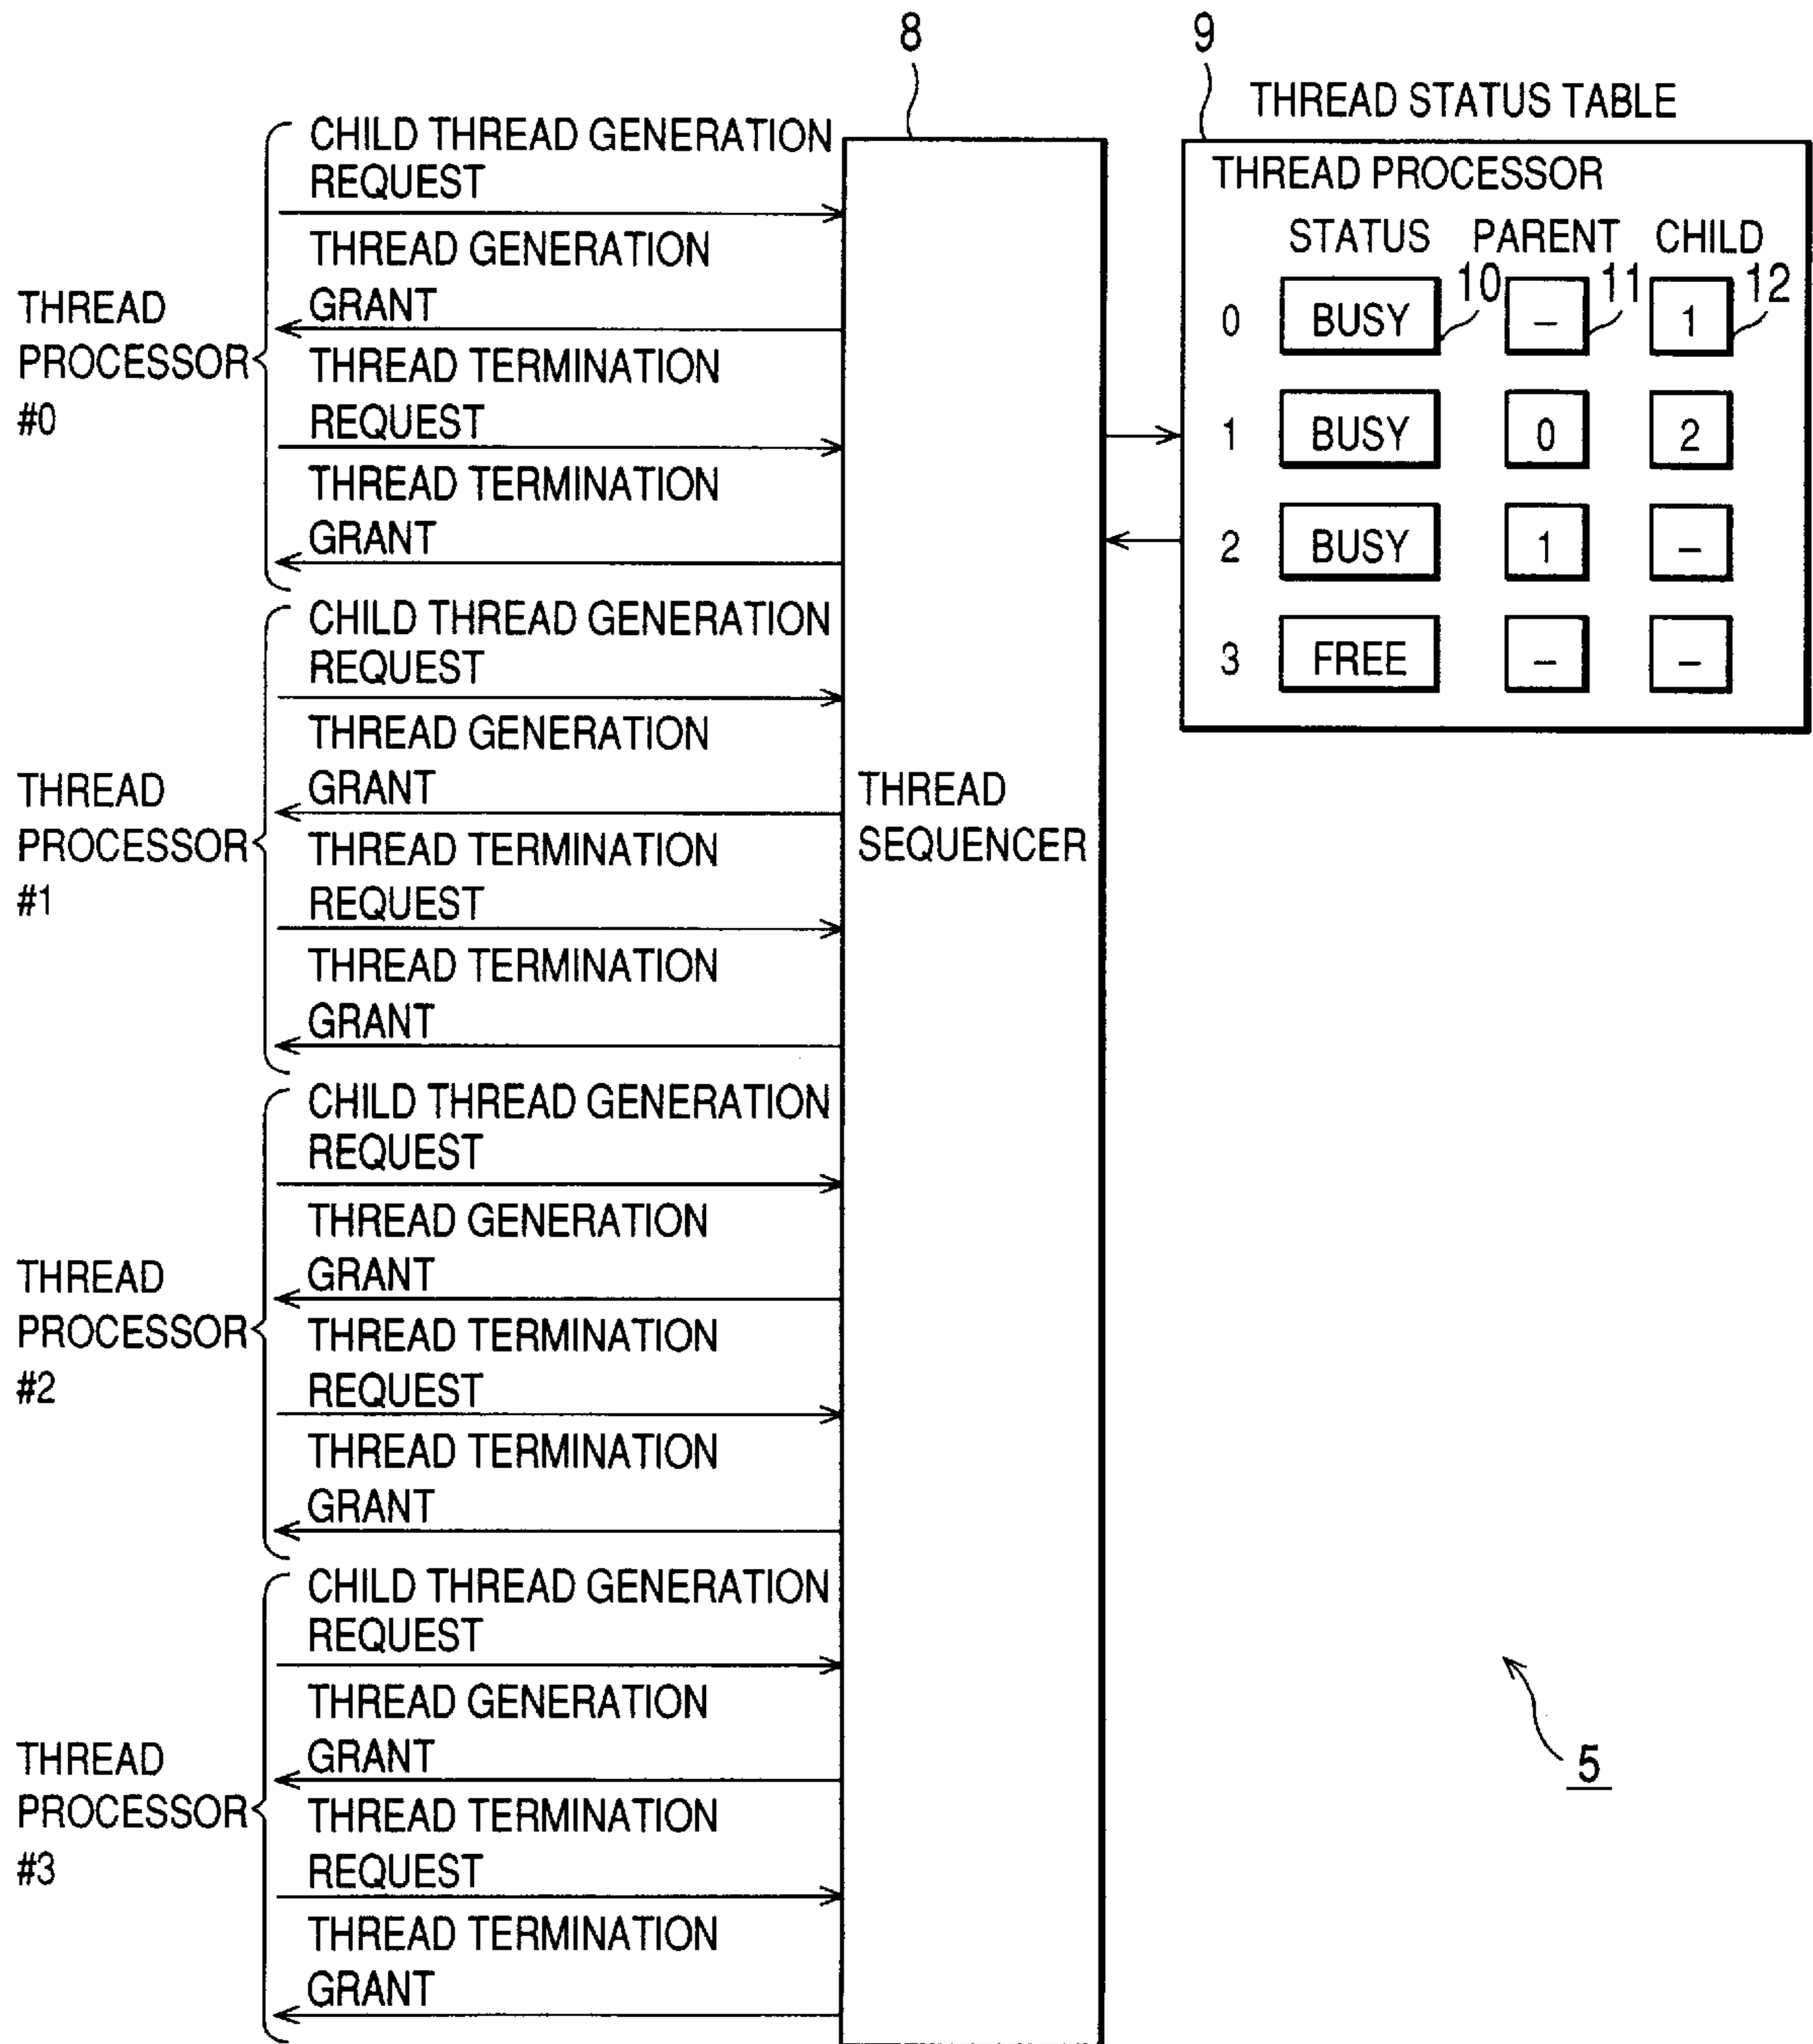 8
9
THREAD STATUS TABLE
CHILD THREAD GENERATION
REQUEST
THREAD GENERATION
GRANT
THREAD TERMINATION
REQUEST
THREAD TERMINATION
GRANT
THREAD
PROCESSOR
#0
CHILD THREAD GENERATION
REQUEST
THREAD GENERATION
GRANT
THREAD TERMINATION
REQUEST
THREAD TERMINATION
GRANT
THREAD
PROCESSOR
#1
CHILD THREAD GENERATION
REQUEST
THREAD GENERATION
GRANT
THREAD TERMINATION
REQUEST
THREAD TERMINATION
GRANT
THREAD
PROCESSOR
#2
CHILD THREAD GENERATION
REQUEST
THREAD GENERATION
GRANT
THREAD TERMINATION
REQUEST
THREAD TERMINATION
GRANT
THREAD
PROCESSOR
#3
THREAD
SEQUENCER
THREAD PROCESSOR
STATUS PARENT CHILD
10 11 12
0 BUSY – 1
1 BUSY 0 2
2 BUSY 1 –
3 FREE – –
5